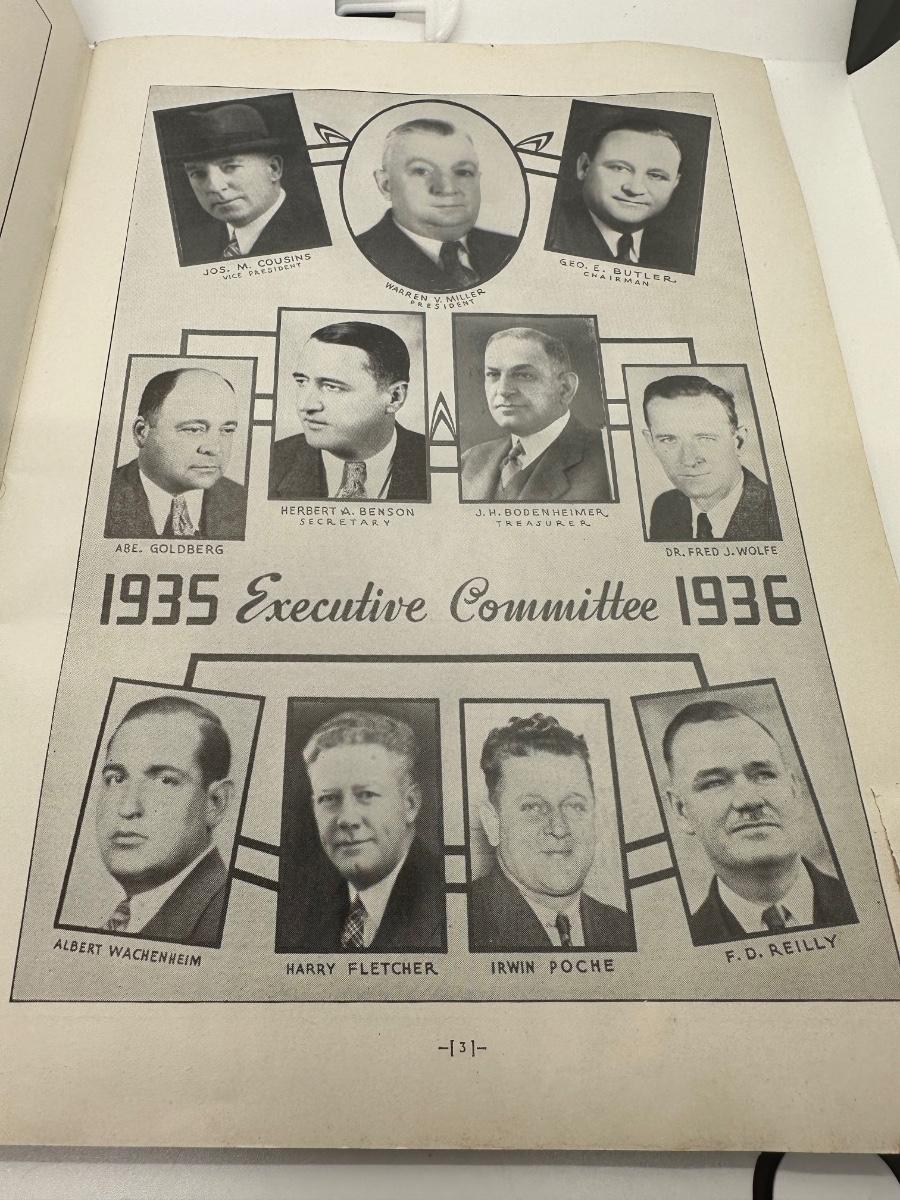 JOS. M. COUSINS
VICE PRESIDENT
WARREN V. MILLER
PRESIDENT
GEO. E. BUTLER
CHAIRMAN
ABE. GOLDBERG
HERBERT A. BENSON
SECRETARY
J. H. BODENHEIMER
TREASURER
DR. FRED J. WOLFE
1935 Executive Committee 1936
ALBERT WACHENHEIM
HARRY FLETCHER
IRWIN POCHE
F. D. REILLY
—[3]—